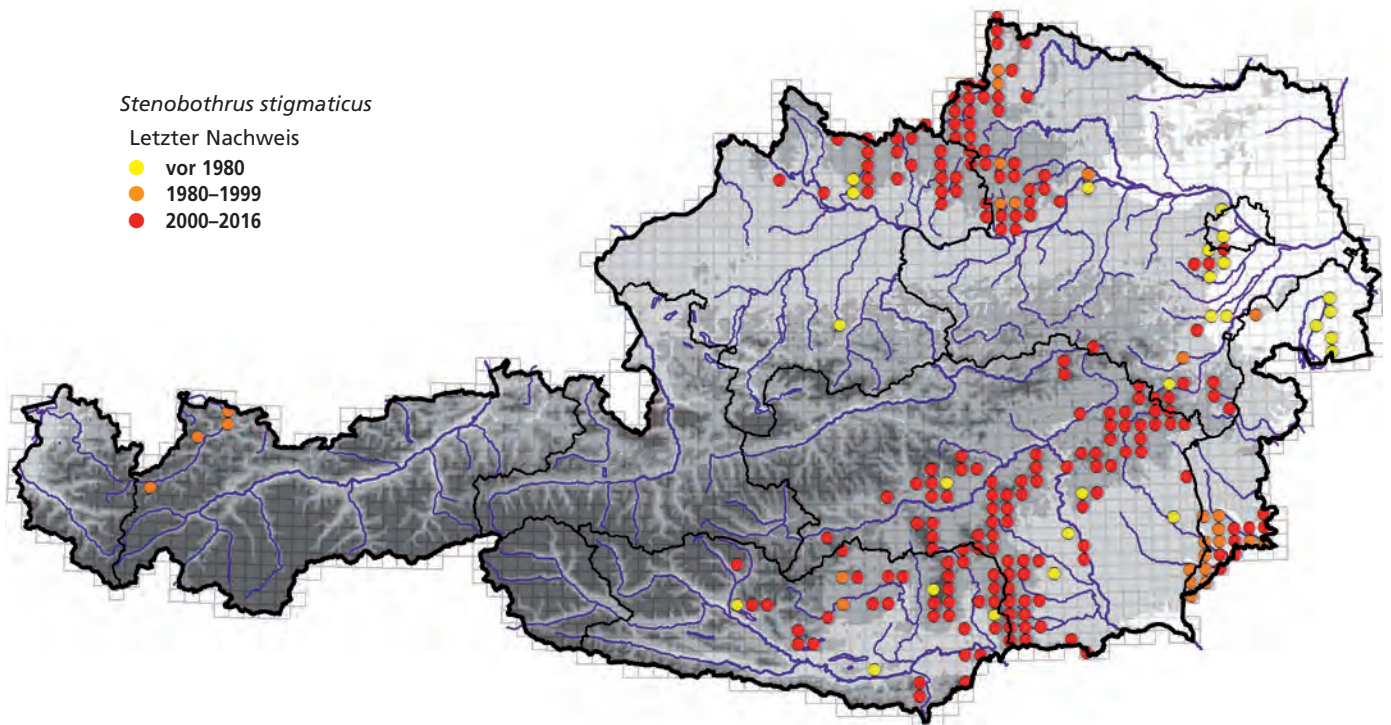 Stenobothrus stigmaticus
Letzter Nachweis
vor 1980
1980–1999
2000–2016